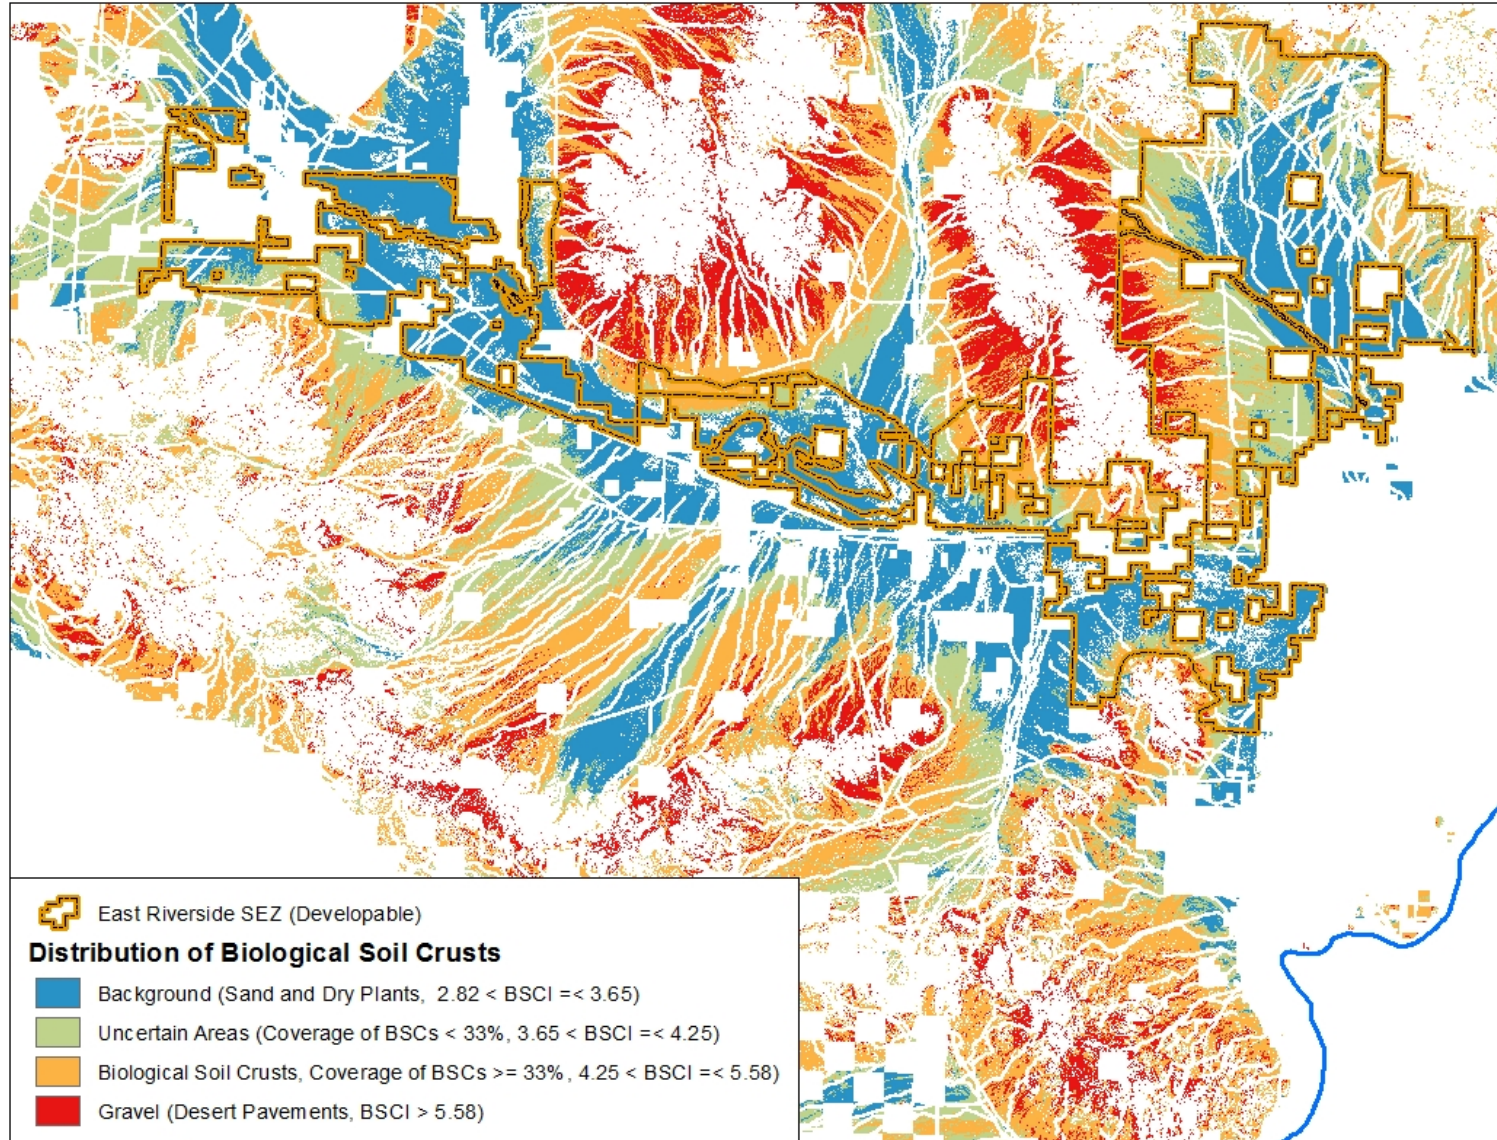 East Riverside SEZ (Developable)
Distribution of Biological Soil Crusts
Background (Sand and Dry Plants,  2.82 < BSCI =< 3.65)
Uncertain Areas (Coverage of BSCs < 33%, 3.65 < BSCI =< 4.25)
Biological Soil Crusts, Coverage of BSCs >= 33%, 4.25 < BSCI =< 5.58)
Gravel (Desert Pavements, BSCI > 5.58)